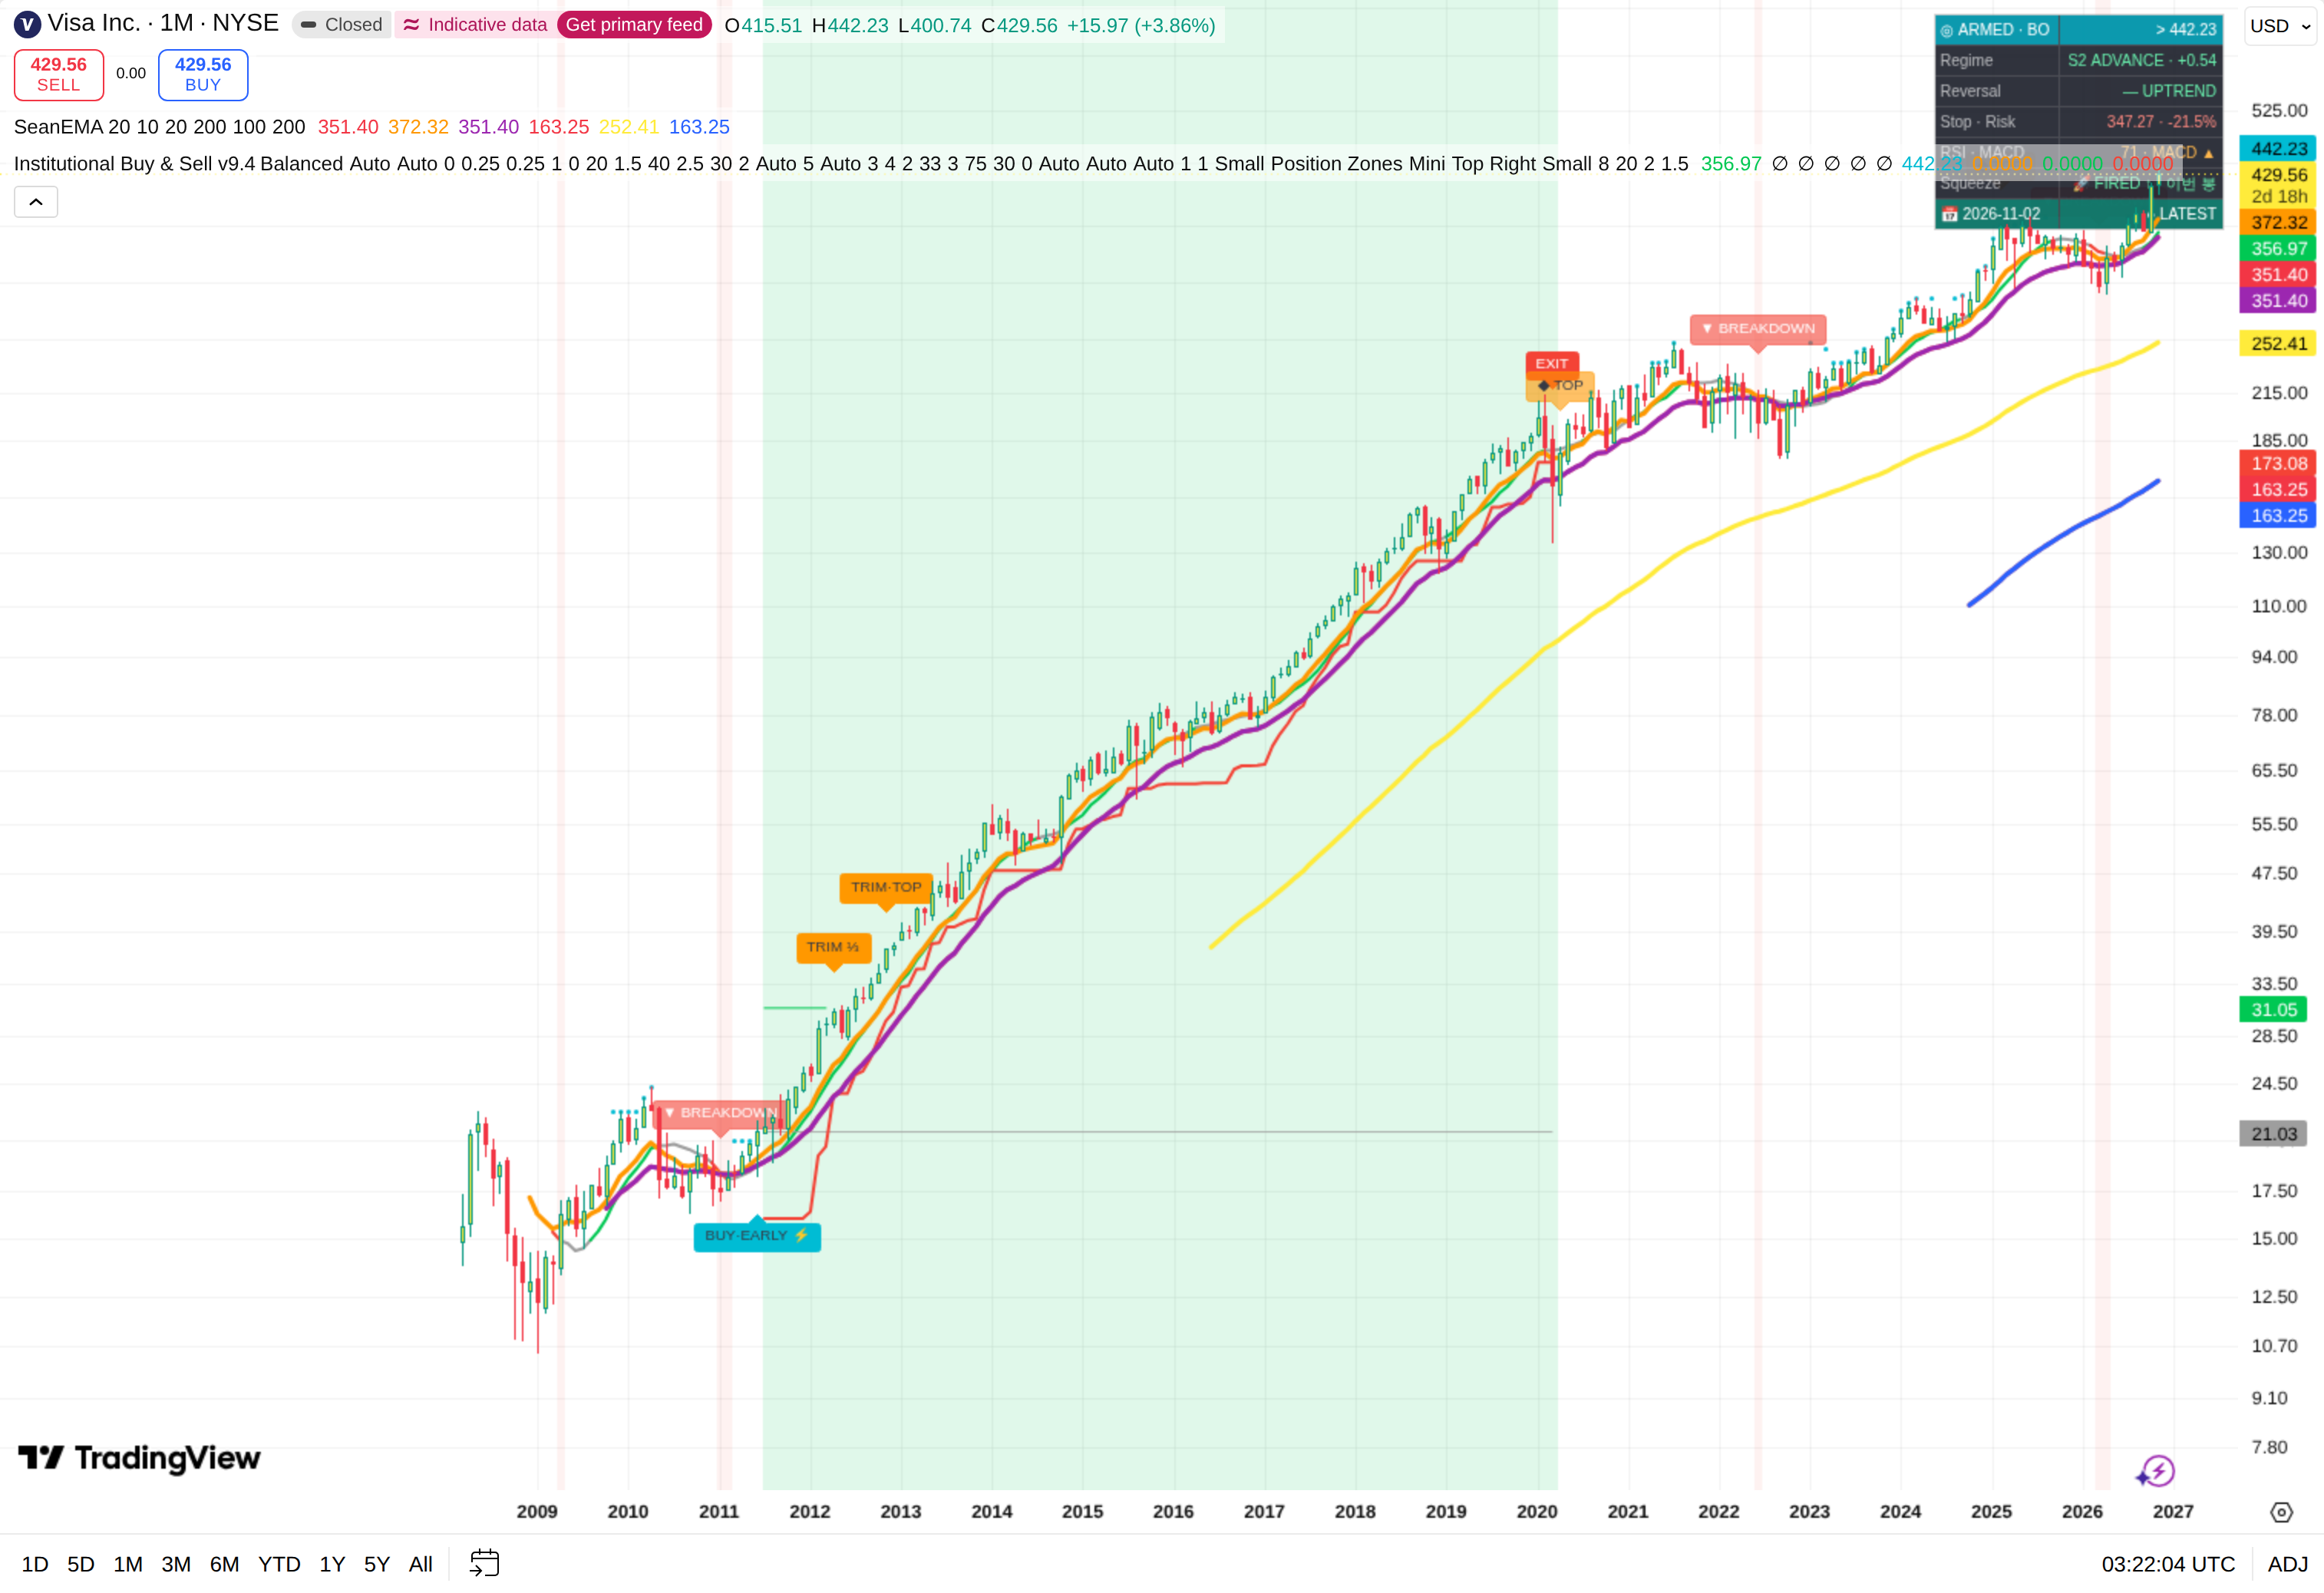 Visa Inc. · 1M · NYSE Closed Indicative data Get primary feed O415.51 H442.23 L400.74 C429.56 +15.97 (+3.86%)
429.56 SELL 0.00 429.56 BUY
SeanEMA 20 10 20 200 100 200 351.40 372.32 351.40 163.25 252.41 163.25
Institutional Buy & Sell v9.4 Balanced Auto Auto 0 0.25 0.25 1 0 20 1.5 40 2.5 30 2 Auto 5 Auto 3 4 2 33 3 75 30 0 Auto Auto Auto 1 1 Small Position Zones Mini Top Right Small 8 20 2 1.5 356.97 ∅ ∅ ∅ ∅ ∅ 442.23 0.0000 0.0000 0.0000
◎ ARMED · BO > 442.23
Regime S2 ADVANCE · +0.54
Reversal — UPTREND
Stop · Risk 347.27 · -21.5%
RSI · MACD 71 · MACD ▲
Squeeze 🚀 FIRED 이번 봉
📅 2026-11-02 LATEST
USD
525.00
442.23
429.56
2d 18h
372.32
356.97
351.40
351.40
252.41
215.00
185.00
173.08
163.25
163.25
130.00
110.00
94.00
78.00
65.50
55.50
47.50
39.50
33.50
31.05
28.50
24.50
21.03
17.50
15.00
12.50
10.70
9.10
7.80
▼ BREAKDOWN
EXIT
◆ TOP
TRIM-TOP
TRIM ⅓
▼ BREAKDOWN
BUY-EARLY ⚡
TradingView
2009 2010 2011 2012 2013 2014 2015 2016 2017 2018 2019 2020 2021 2022 2023 2024 2025 2026 2027
1D 5D 1M 3M 6M YTD 1Y 5Y All 03:22:04 UTC ADJ